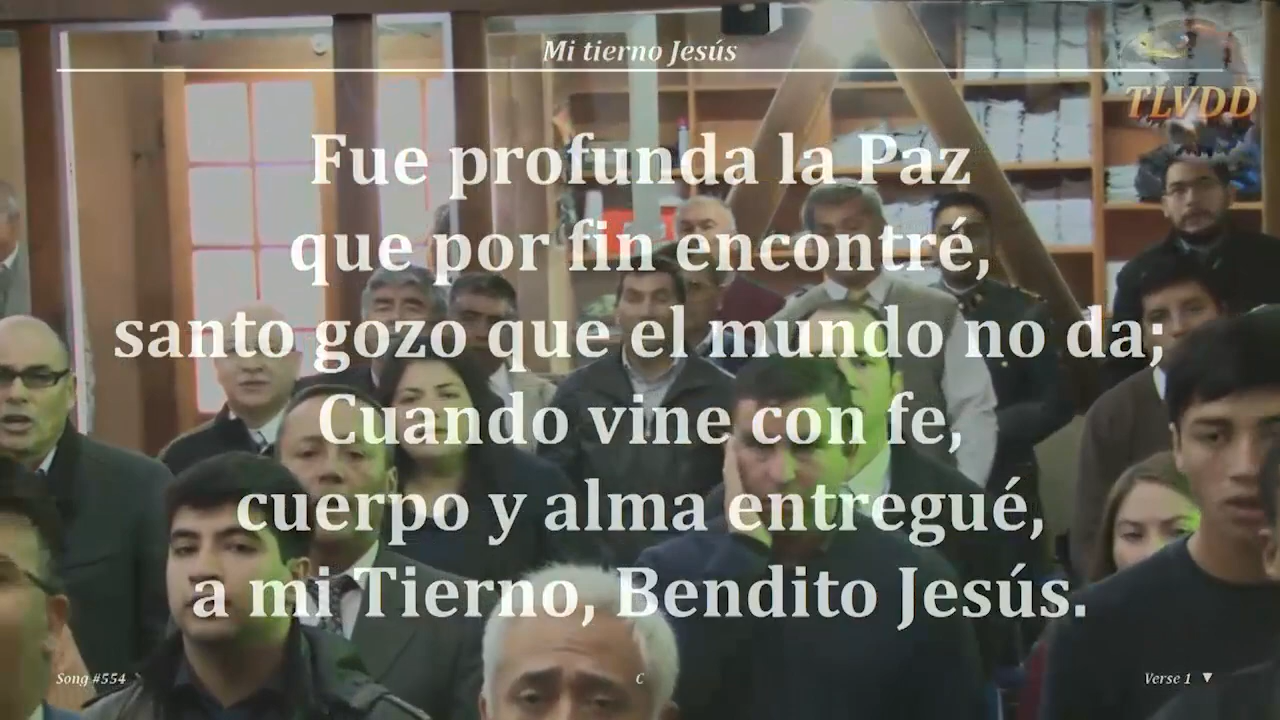 Mi tierno Jesús
TLVDD
Fue profunda la Paz
que por fin encontré,
santo gozo que el mundo no da;
Cuando vine con fe,
cuerpo y alma entregué,
a mi Tierno, Bendito Jesús.
Song #554
C
Verse 1 ▼